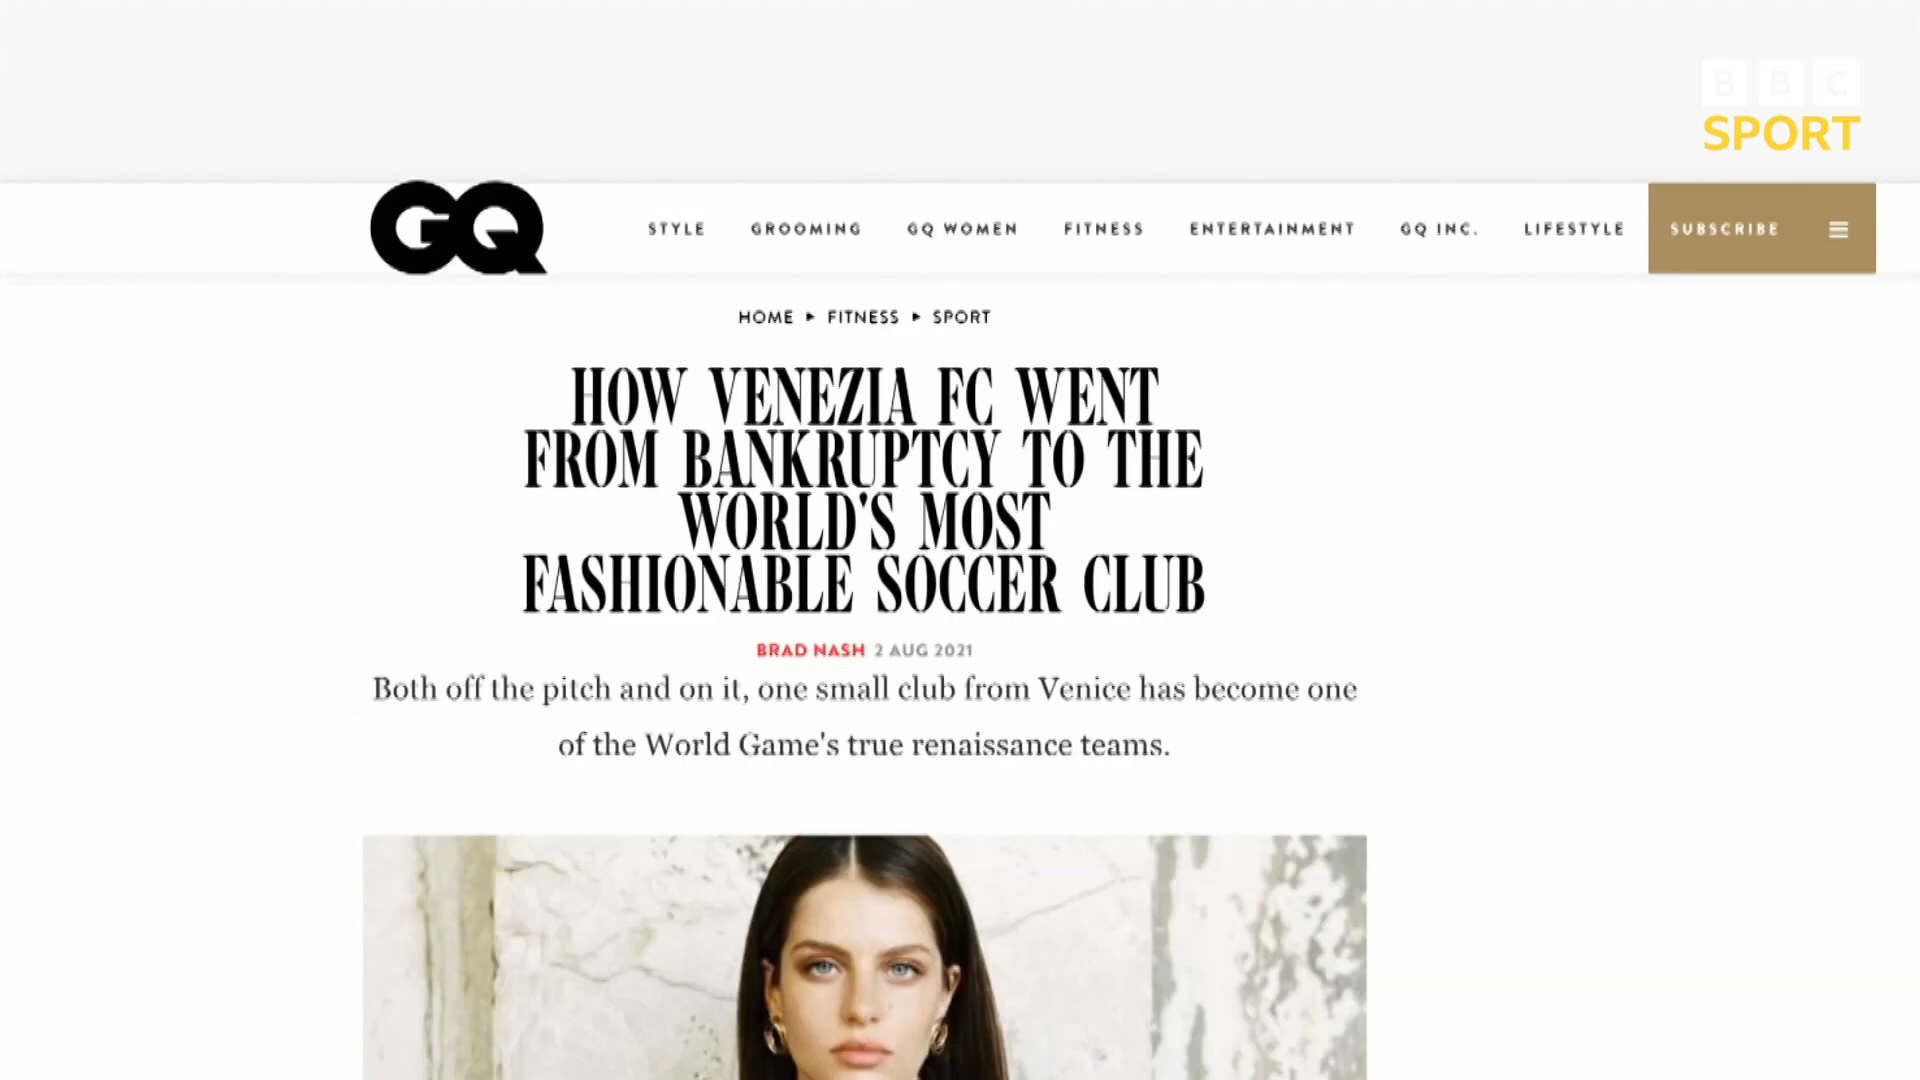 BBC
SPORT
GQ
STYLE GROOMING GQ WOMEN FITNESS ENTERTAINMENT GQ INC. LIFESTYLE SUBSCRIBE
HOME ▸ FITNESS ▸ SPORT
HOW VENEZIA FC WENT
FROM BANKRUPTCY TO THE
WORLD'S MOST
FASHIONABLE SOCCER CLUB
BRAD NASH 2 AUG 2021
Both off the pitch and on it, one small club from Venice has become one
of the World Game's true renaissance teams.